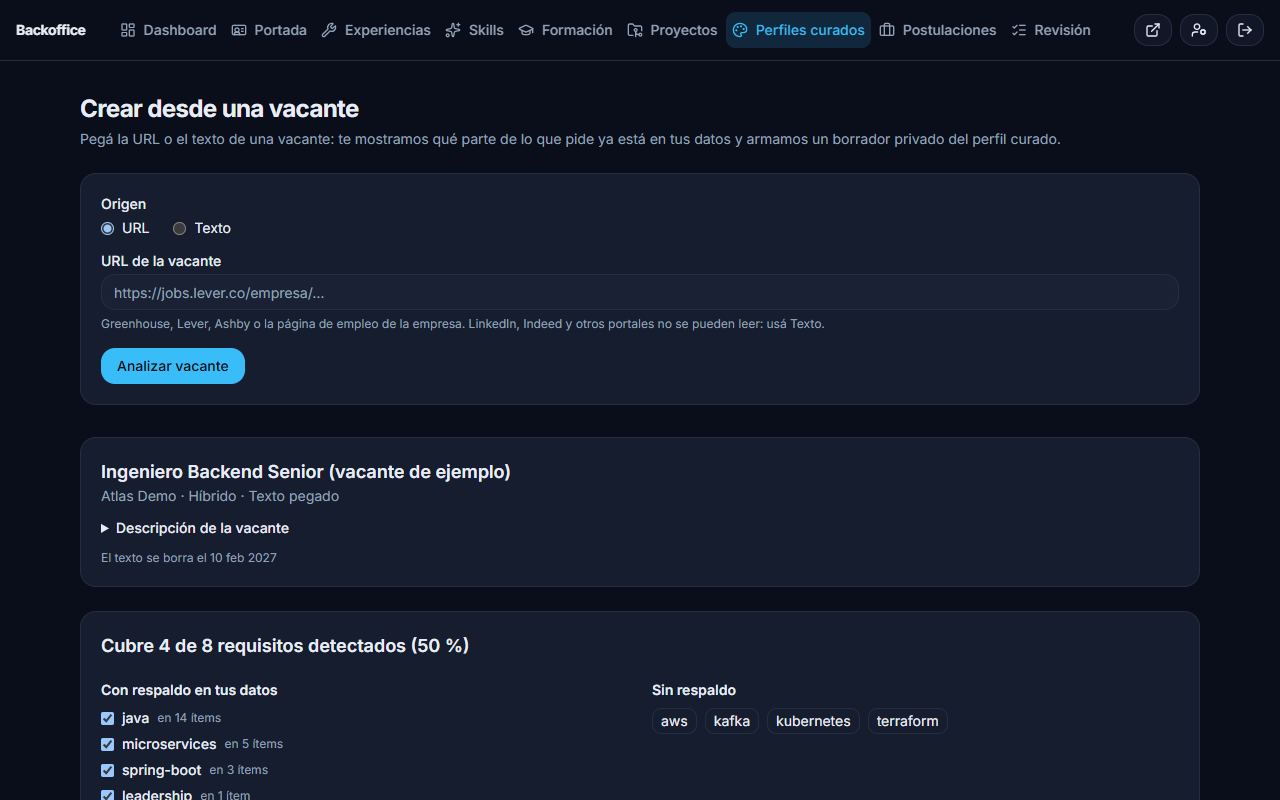 Backoffice
Dashboard
Portada
Experiencias
Skills
Formación
Proyectos
Perfiles curados
Postulaciones
Revisión
Crear desde una vacante
Pegá la URL o el texto de una vacante: te mostramos qué parte de lo que pide ya está en tus datos y armamos un borrador privado del perfil curado.
Origen
URL
Texto
URL de la vacante
https://jobs.lever.co/empresa/...
Greenhouse, Lever, Ashby o la página de empleo de la empresa. LinkedIn, Indeed y otros portales no se pueden leer: usá Texto.
Analizar vacante
Ingeniero Backend Senior (vacante de ejemplo)
Atlas Demo · Híbrido · Texto pegado
Descripción de la vacante
El texto se borra el 10 feb 2027
Cubre 4 de 8 requisitos detectados (50 %)
Con respaldo en tus datos
java en 14 ítems
microservices en 5 ítems
spring-boot en 3 ítems
leadership en 1 ítem
Sin respaldo
aws
kafka
kubernetes
terraform